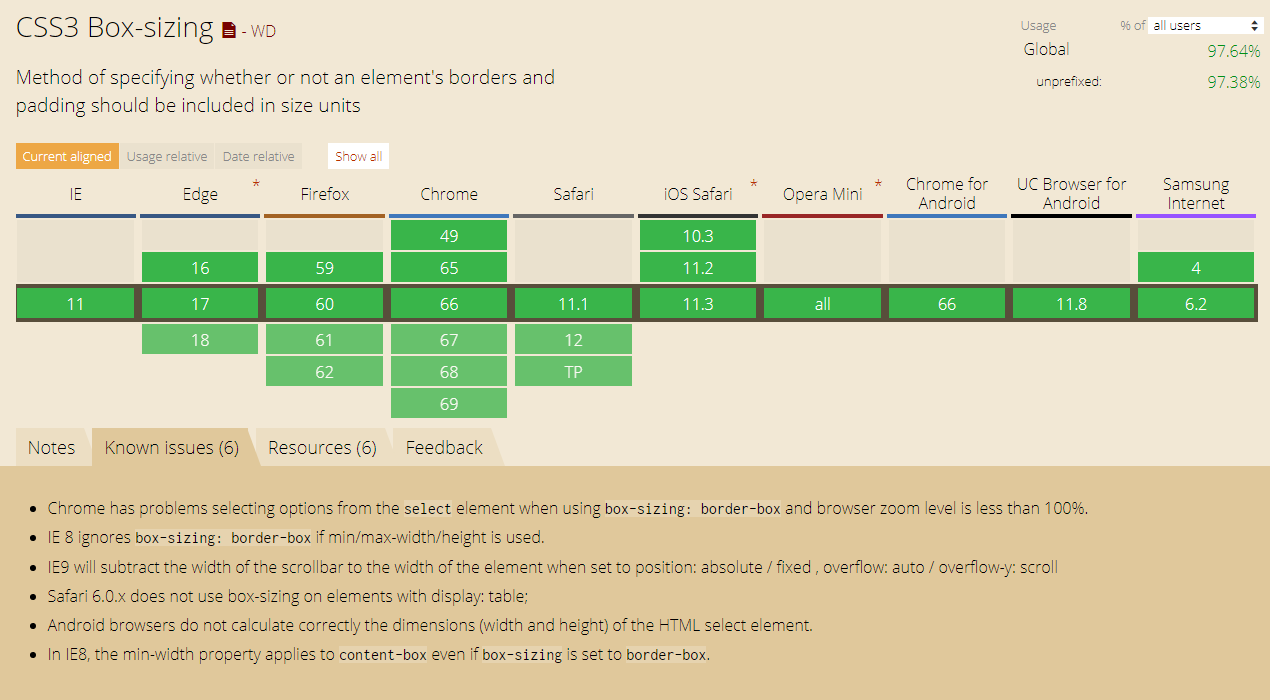 CSS3 Box-sizing - WD
Usage % of all users
Global 97.64%
unprefixed: 97.38%
Method of specifying whether or not an element's borders and
padding should be included in size units
Current aligned Usage relative Date relative Show all
IE Edge * Firefox Chrome Safari iOS Safari * Opera Mini * Chrome for Android UC Browser for Android Samsung Internet
49 10.3
16 59 65 11.2 4
11 17 60 66 11.1 11.3 all 66 11.8 6.2
18 61 67 12
62 68 TP
69
Notes Known issues (6) Resources (6) Feedback
• Chrome has problems selecting options from the select element when using box-sizing: border-box and browser zoom level is less than 100%.
• IE 8 ignores box-sizing: border-box if min/max-width/height is used.
• IE9 will subtract the width of the scrollbar to the width of the element when set to position: absolute / fixed , overflow: auto / overflow-y: scroll
• Safari 6.0.x does not use box-sizing on elements with display: table;
• Android browsers do not calculate correctly the dimensions (width and height) of the HTML select element.
• In IE8, the min-width property applies to content-box even if box-sizing is set to border-box.